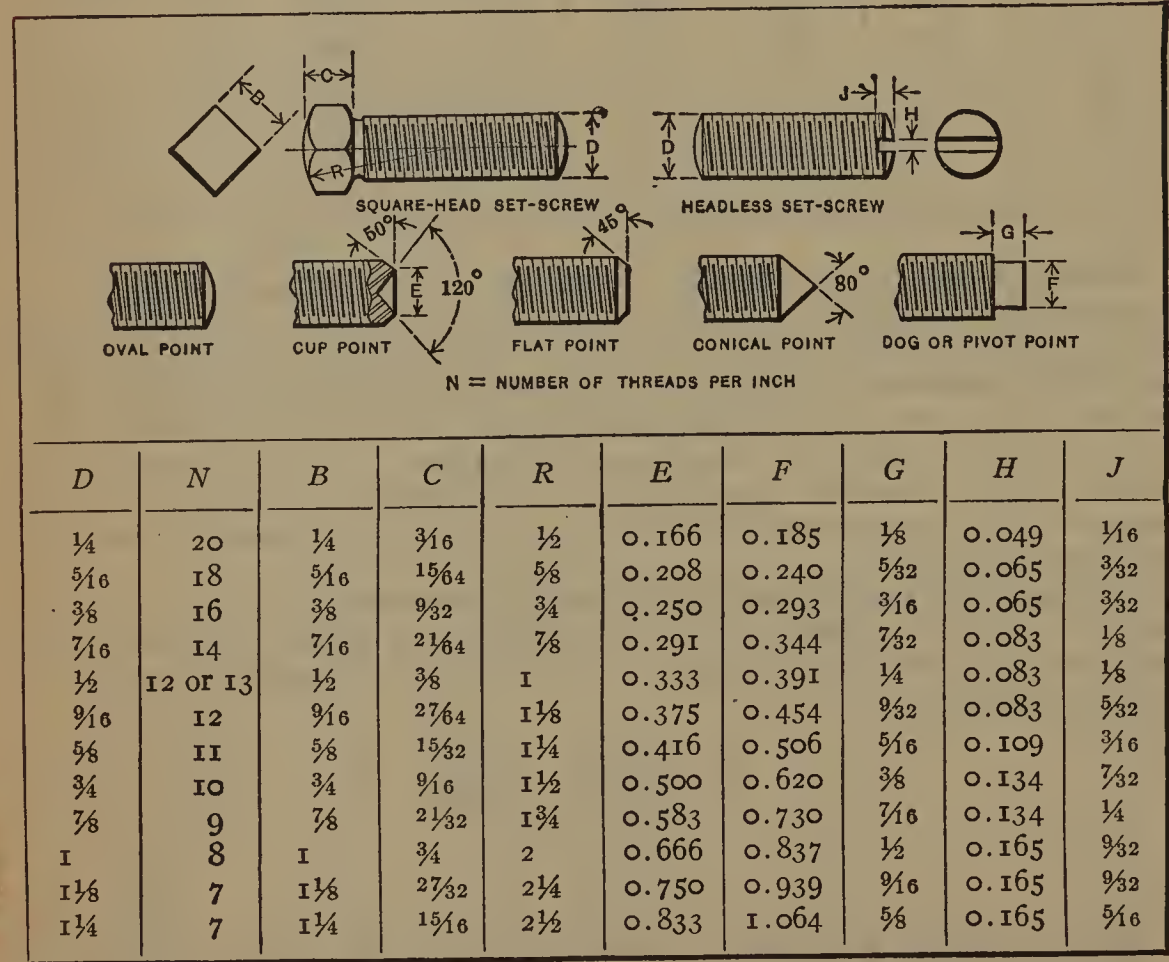 C
B
R
D
D
J
H
SQUARE-HEAD SET-SCREW
HEADLESS SET-SCREW
50°
E
120°
45°
80°
G
F
OVAL POINT
CUP POINT
FLAT POINT
CONICAL POINT
DOG OR PIVOT POINT
N = NUMBER OF THREADS PER INCH
D N B C R E F G H J
1/4 20 1/4 3/16 1/2 0.166 0.185 1/8 0.049 1/16
5/16 18 5/16 15/64 5/8 0.208 0.240 5/32 0.065 3/32
3/8 16 3/8 9/32 3/4 0.250 0.293 3/16 0.065 3/32
7/16 14 7/16 21/64 7/8 0.291 0.344 7/32 0.083 1/8
1/2 12 or 13 1/2 3/8 1 0.333 0.391 1/4 0.083 1/8
9/16 12 9/16 27/64 1 1/8 0.375 0.454 9/32 0.083 5/32
5/8 11 5/8 15/32 1 1/4 0.416 0.506 5/16 0.109 3/16
3/4 10 3/4 9/16 1 1/2 0.500 0.620 3/8 0.134 7/32
7/8 9 7/8 21/32 1 3/4 0.583 0.730 7/16 0.134 1/4
1 8 1 3/4 2 0.666 0.837 1/2 0.165 9/32
1 1/8 7 1 1/8 27/32 2 1/4 0.750 0.939 9/16 0.165 9/32
1 1/4 7 1 1/4 15/16 2 1/2 0.833 1.064 5/8 0.165 5/16